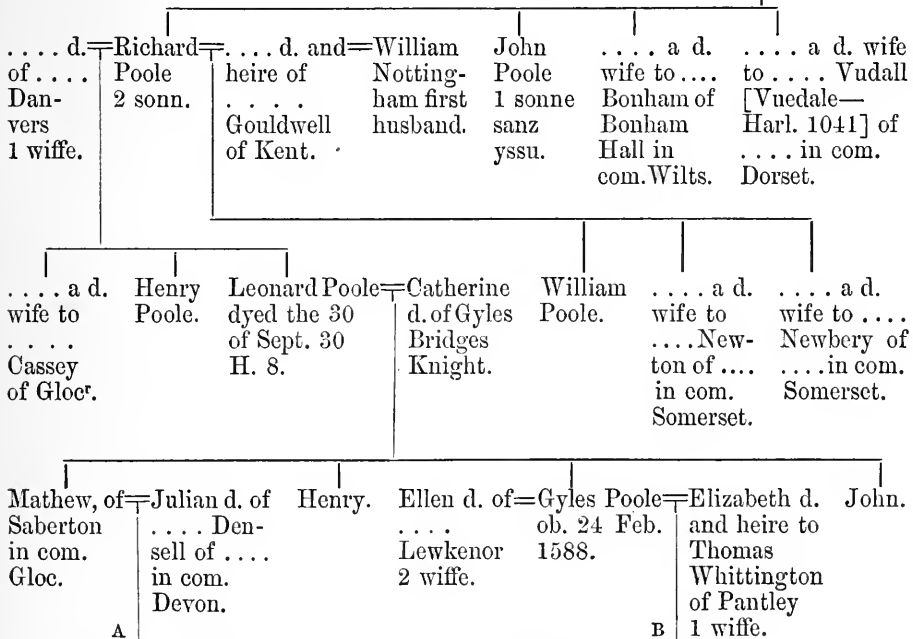 . . . . d.=Richard=. . . . d. and=William John . . . . a d. . . . . a d. wife
of . . . . Poole heire of Notting- Poole wife to . . . . to . . . . Vudall
Dan- 2 sonn. . . . . ham first 1 sonne Bonham of [Vuedale—
vers Gouldwell husband. sanz Bonham Harl. 1041] of
1 wiffe. of Kent. yssu. Hall in . . . . in com.
com. Wilts. Dorset.
. . . . a d. Henry Leonard Poole=Catherine William . . . . a d. . . . . a d.
wife to Poole. dyed the 30 d. of Gyles Poole. wife to wife to . . . .
. . . . of Sept. 30 Bridges . . . . New- Newbery of
Cassey H. 8. Knight. ton of . . . . . . . . in com.
of Glocr. in com. Somerset.
Somerset.
Mathew, of=Julian d. of Henry. Ellen d. of=Gyles Poole=Elizabeth d. John.
Saberton . . . . Den- . . . . ob. 24 Feb. and heire to
in com. sell of . . . . Lewkenor 1588. Thomas
Gloc. in com. 2 wiffe. Whittington
Devon. of Pantley
A B 1 wiffe.